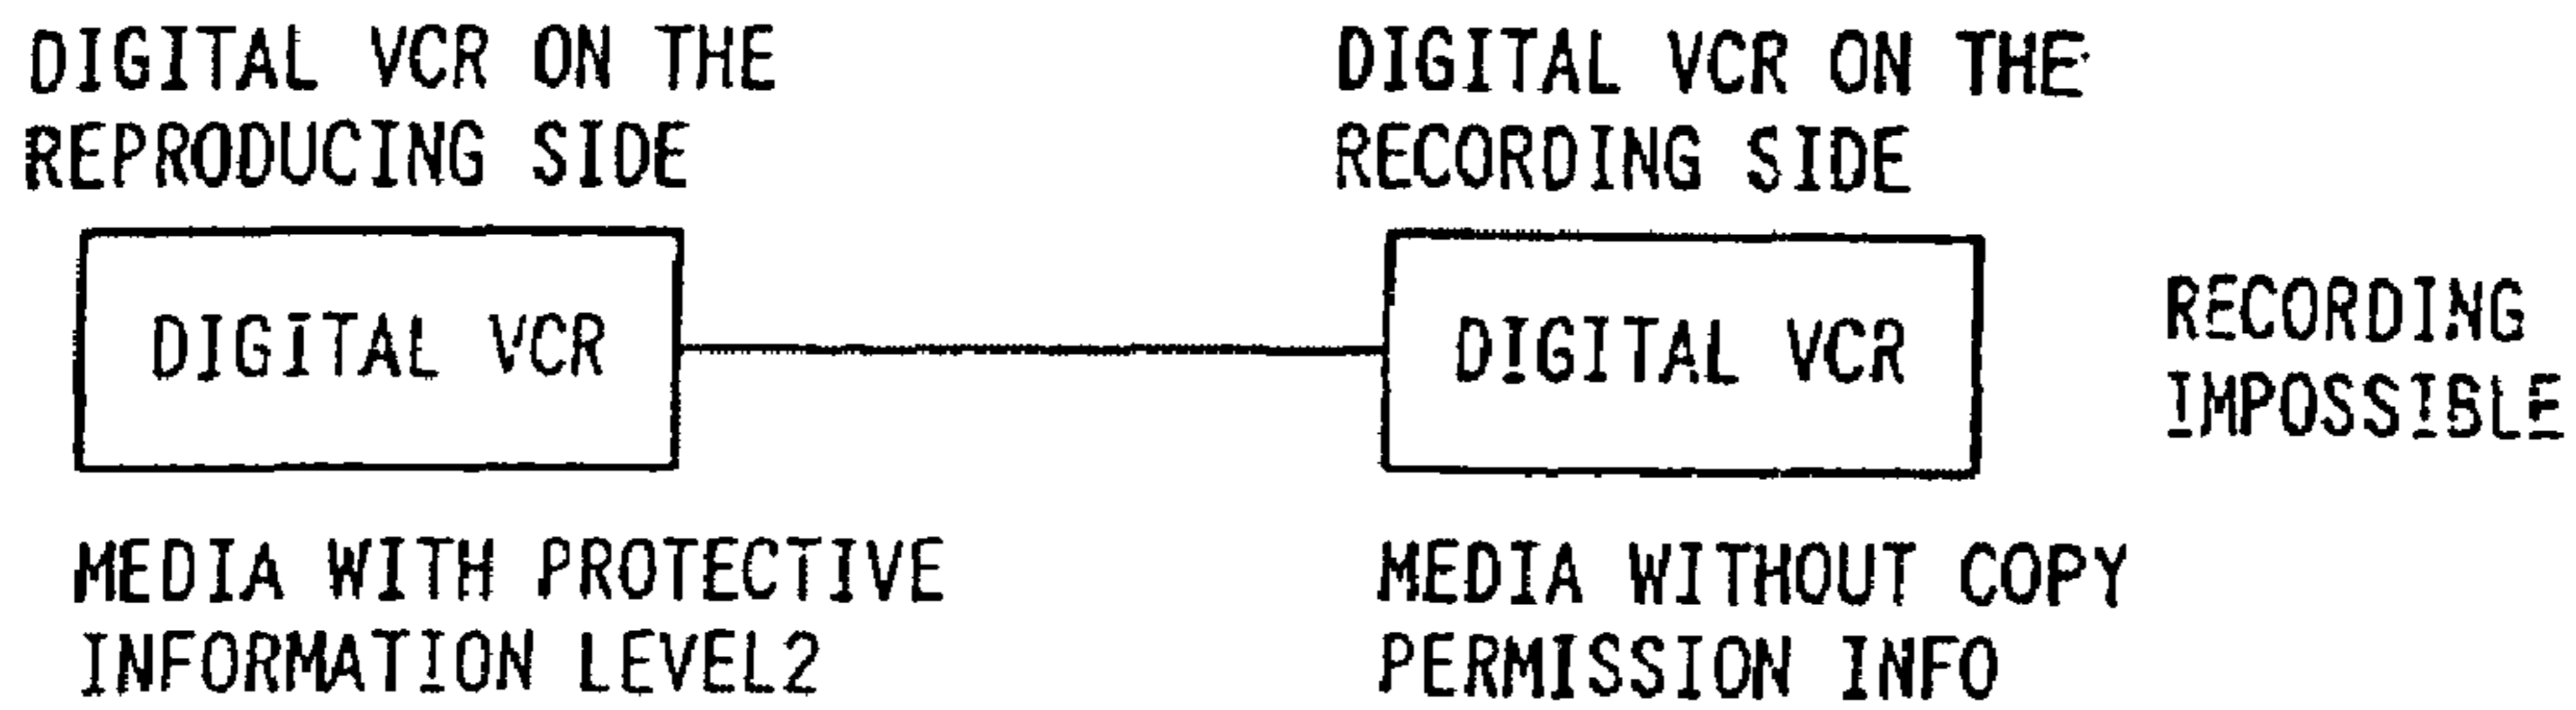 DIGITAL VCR ON THE
REPRODUCING SIDE
DIGITAL VCR ON THE
RECORDING SIDE
DIGITAL VCR
DIGITAL VCR
RECORDING
IMPOSSIBLE
MEDIA WITH PROTECTIVE
INFORMATION LEVEL2
MEDIA WITHOUT COPY
PERMISSION INFO